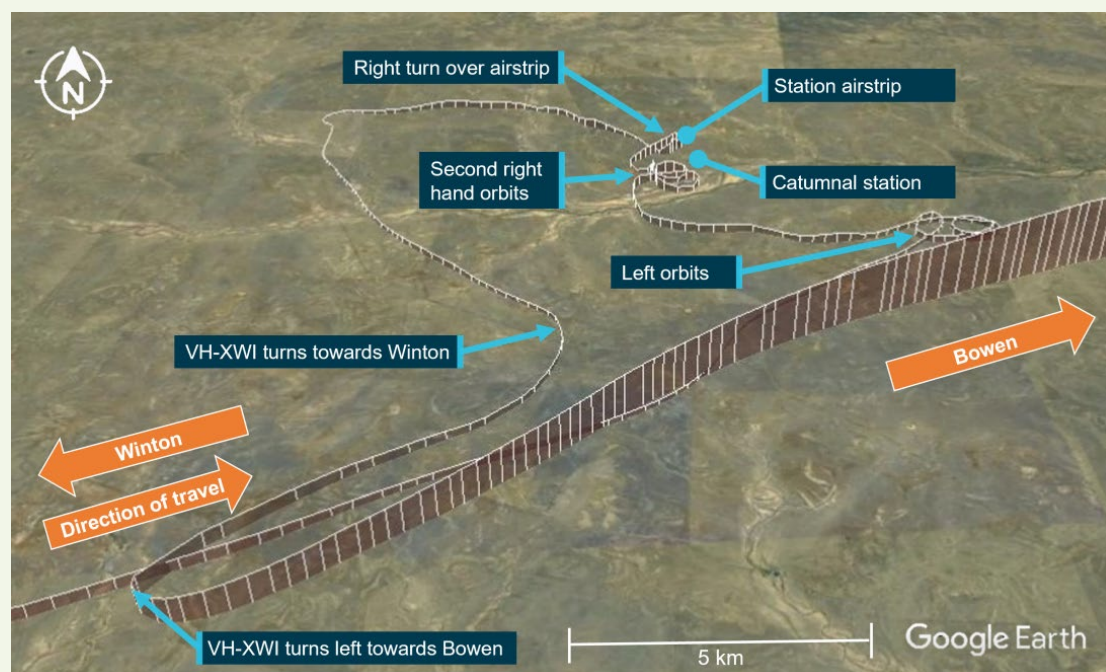 N
Right turn over airstrip
Station airstrip
Second right
hand orbits
Catumnal station
Left orbits
VH-XWI turns towards Winton
Bowen
Winton
Direction of travel
VH-XWI turns left towards Bowen
5 km
Google Earth